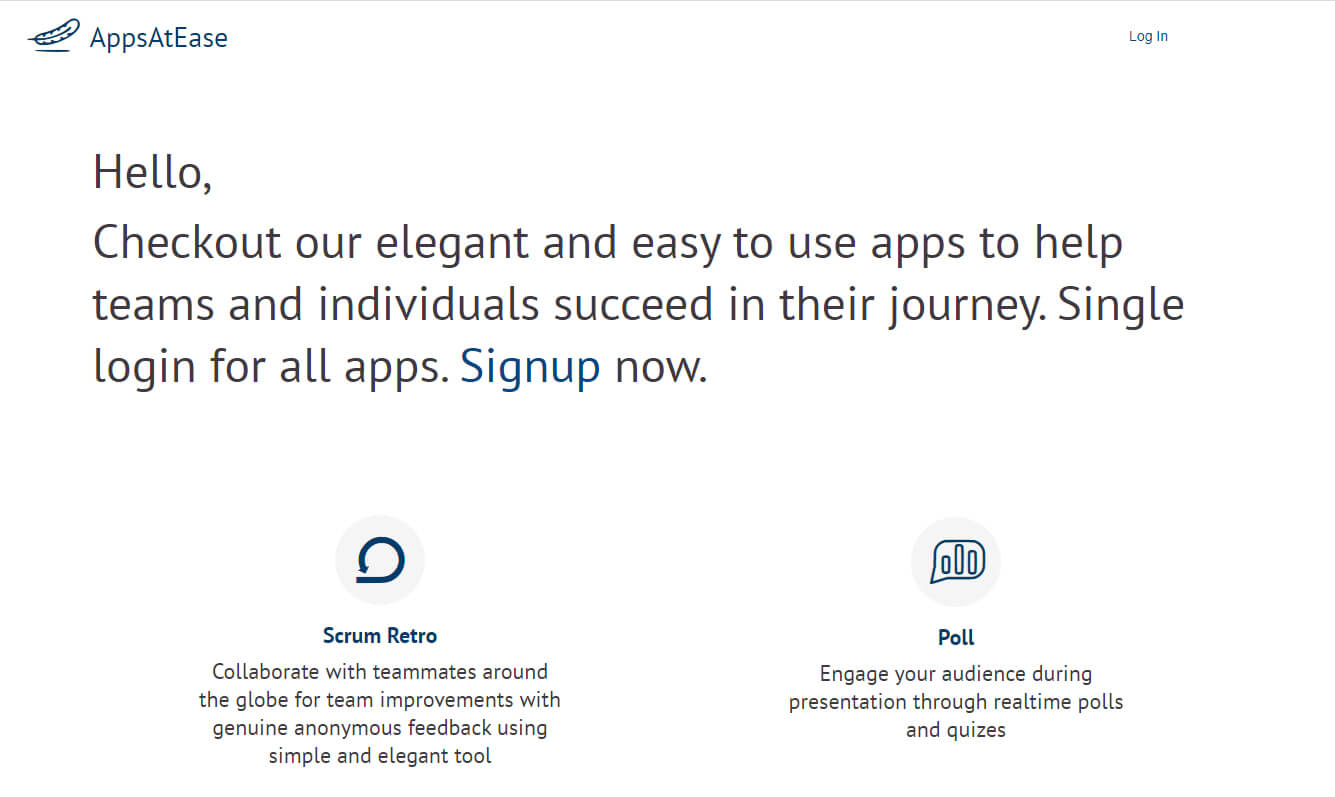 AppsAtEase
Log In
Hello,
Checkout our elegant and easy to use apps to help
teams and individuals succeed in their journey. Single
login for all apps. Signup now.
Scrum Retro
Collaborate with teammates around
the globe for team improvements with
genuine anonymous feedback using
simple and elegant tool
Poll
Engage your audience during
presentation through realtime polls
and quizes